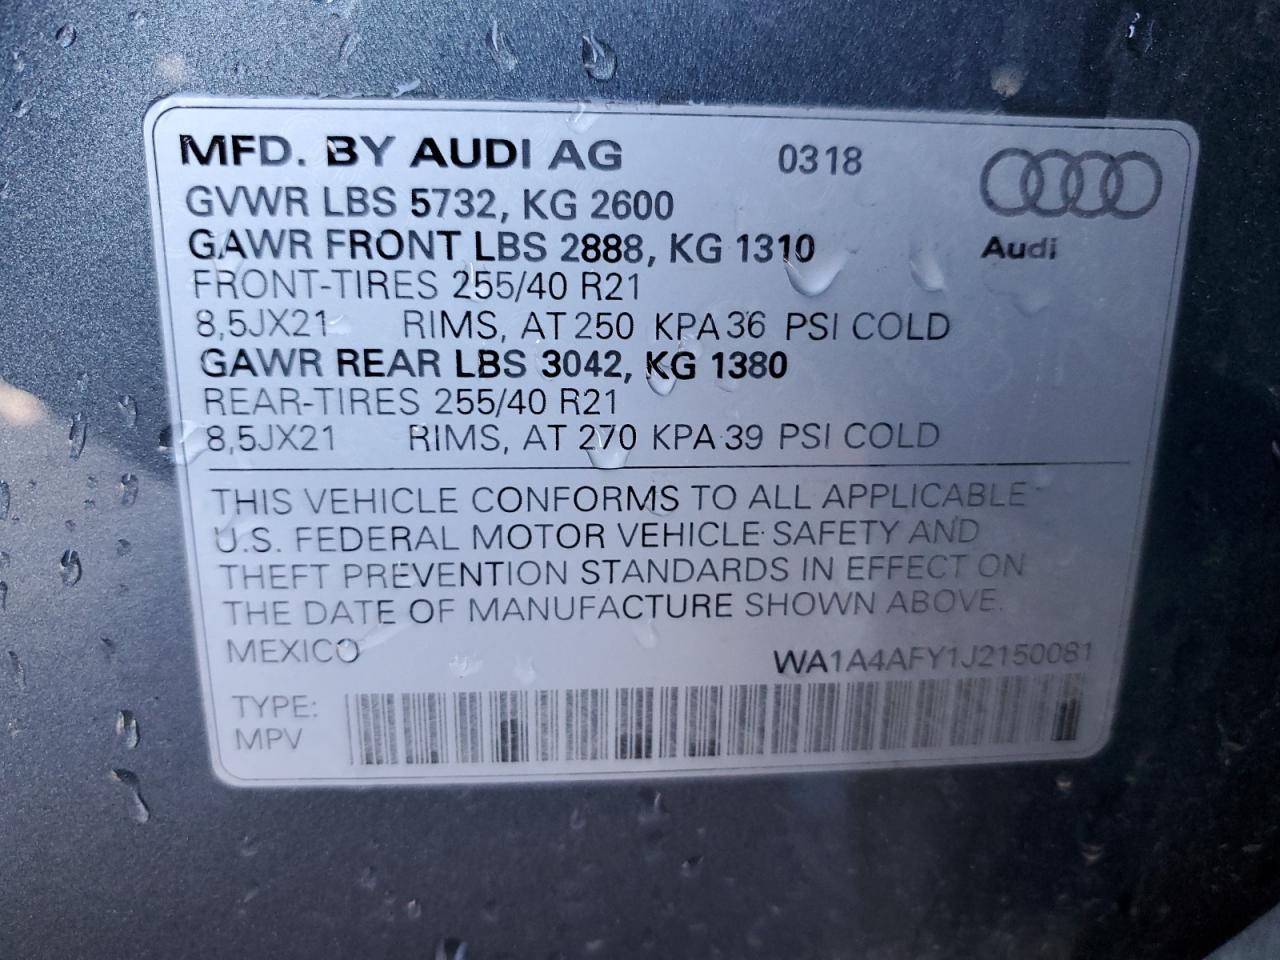 MFD. BY AUDI AG 0318
GVWR LBS 5732, KG 2600
GAWR FRONT LBS 2888, KG 1310
Audi
FRONT-TIRES 255/40 R21
8,5JX21 RIMS, AT 250 KPA 36 PSI COLD
GAWR REAR LBS 3042, KG 1380
REAR-TIRES 255/40 R21
8,5JX21 RIMS, AT 270 KPA 39 PSI COLD
THIS VEHICLE CONFORMS TO ALL APPLICABLE
U.S. FEDERAL MOTOR VEHICLE SAFETY AND
THEFT PREVENTION STANDARDS IN EFFECT ON
THE DATE OF MANUFACTURE SHOWN ABOVE.
MEXICO WA1A4AFY1J2150081
TYPE:
MPV